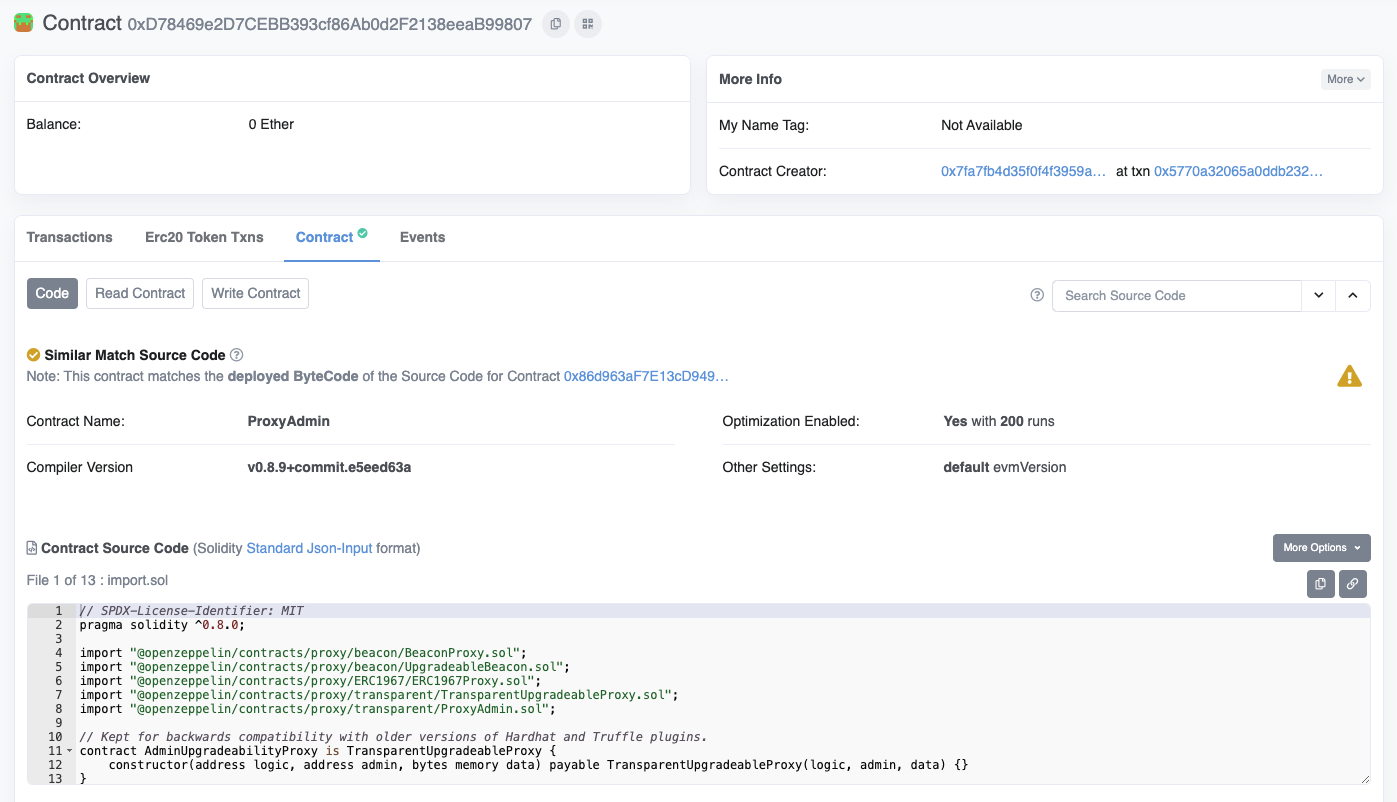 Contract 0xD78469e2D7CEBB393cf86Ab0d2F2138eeaB99807
Contract Overview
Balance: 0 Ether
More Info More
My Name Tag: Not Available
Contract Creator: 0x7fa7fb4d35f0f4f3959a… at txn 0x5770a32065a0ddb232…
Transactions Erc20 Token Txns Contract Events
Code Read Contract Write Contract Search Source Code
Similar Match Source Code
Note: This contract matches the deployed ByteCode of the Source Code for Contract 0x86d963aF7E13cD949…
Contract Name: ProxyAdmin Optimization Enabled: Yes with 200 runs
Compiler Version v0.8.9+commit.e5eed63a Other Settings: default evmVersion
Contract Source Code (Solidity Standard Json-Input format) More Options
File 1 of 13 : import.sol
1 // SPDX-License-Identifier: MIT
2 pragma solidity ^0.8.0;
3
4 import "@openzeppelin/contracts/proxy/beacon/BeaconProxy.sol";
5 import "@openzeppelin/contracts/proxy/beacon/UpgradeableBeacon.sol";
6 import "@openzeppelin/contracts/proxy/ERC1967/ERC1967Proxy.sol";
7 import "@openzeppelin/contracts/proxy/transparent/TransparentUpgradeableProxy.sol";
8 import "@openzeppelin/contracts/proxy/transparent/ProxyAdmin.sol";
9
10 // Kept for backwards compatibility with older versions of Hardhat and Truffle plugins.
11 contract AdminUpgradeabilityProxy is TransparentUpgradeableProxy {
12 constructor(address logic, address admin, bytes memory data) payable TransparentUpgradeableProxy(logic, admin, data) {}
13 }